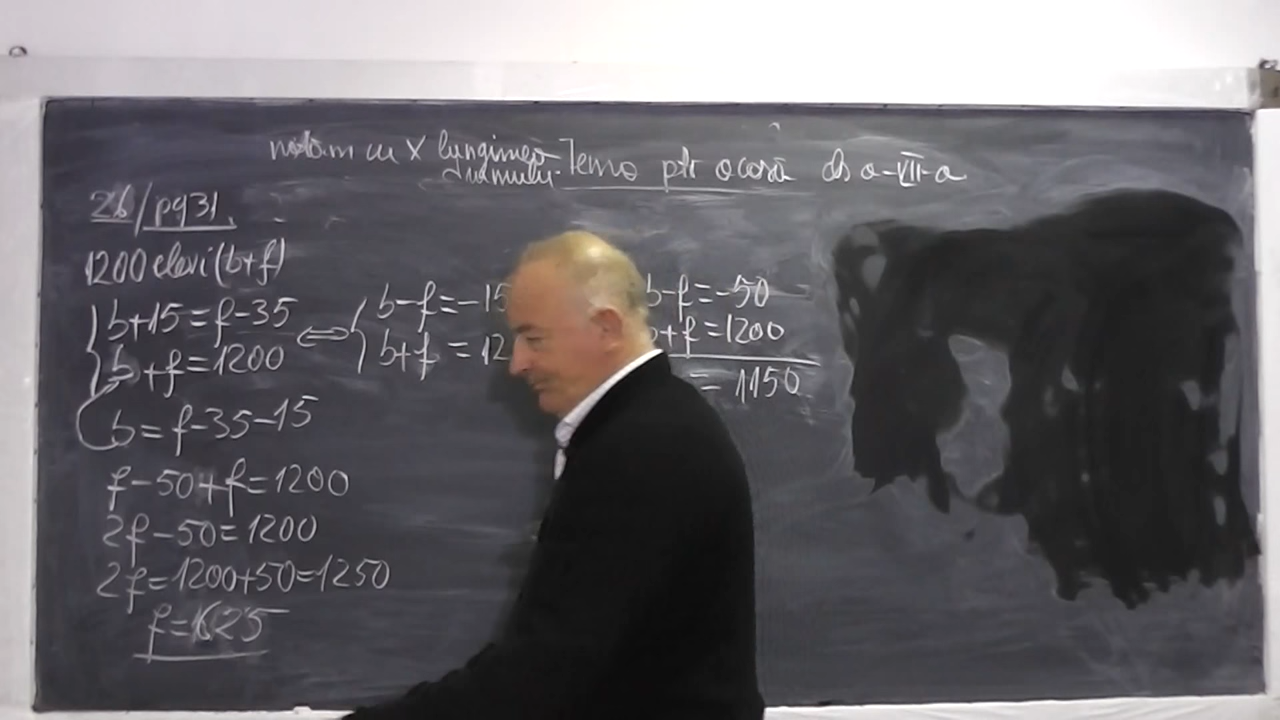 notăm cu x lungimea Temă ptr acasă cls a-VII-a
drumului
26/pg31.
1200 elevi (b+f)
b+15=f-35
b+f=1200
b=f-35-15
f-50+f=1200
2f-50=1200
2f=1200+50=1250
f=625
⇔
b-f=-15
b+f=12
b-f=-50
+f=1200
=1150